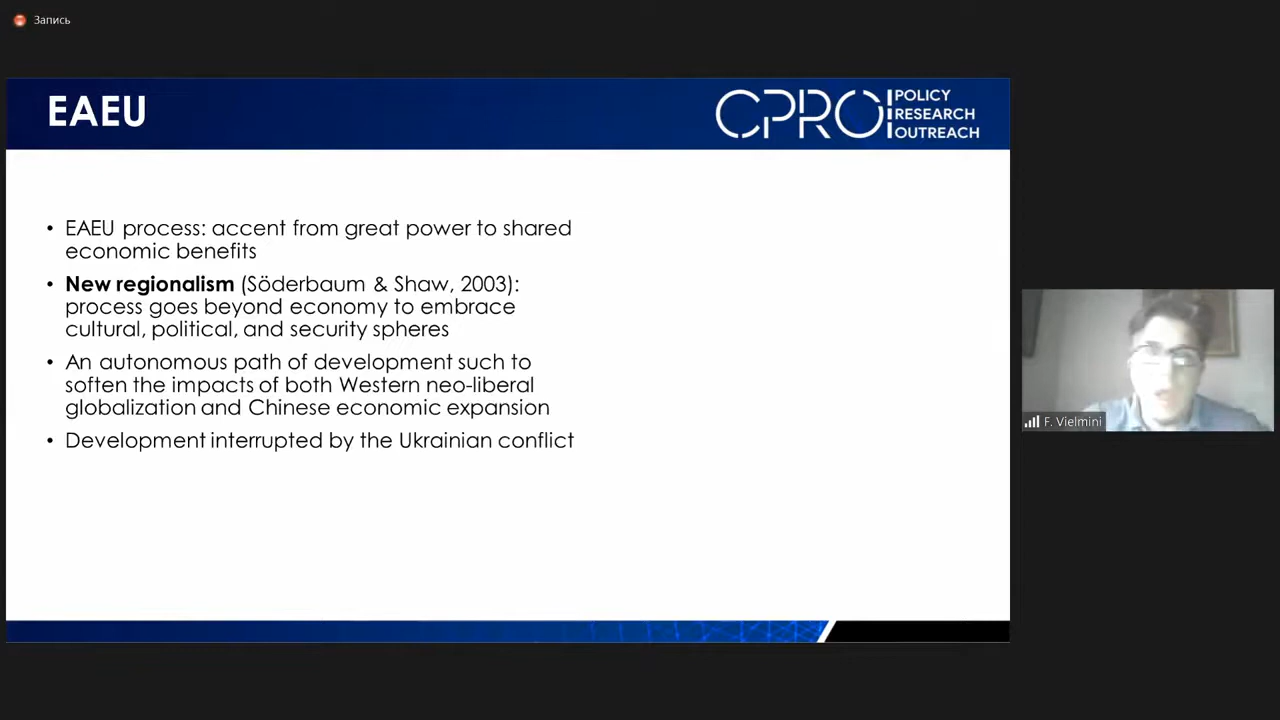 Запись
EAEU
CPRO
POLICY
RESEARCH
OUTREACH
• EAEU process: accent from great power to shared
economic benefits
• New regionalism (Söderbaum & Shaw, 2003):
process goes beyond economy to embrace
cultural, political, and security spheres
• An autonomous path of development such to
soften the impacts of both Western neo-liberal
globalization and Chinese economic expansion
• Development interrupted by the Ukrainian conflict
F. Vielmini